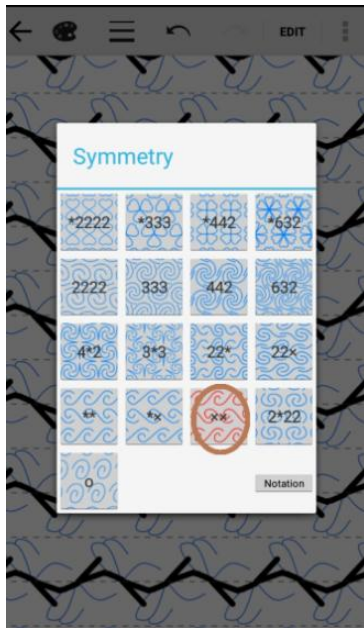 EDIT
Symmetry
*2222 *333 *442 *632
2222 333 442 632
4*2 3*3 22* 22×
** *× ×× 2*22
o
Notation